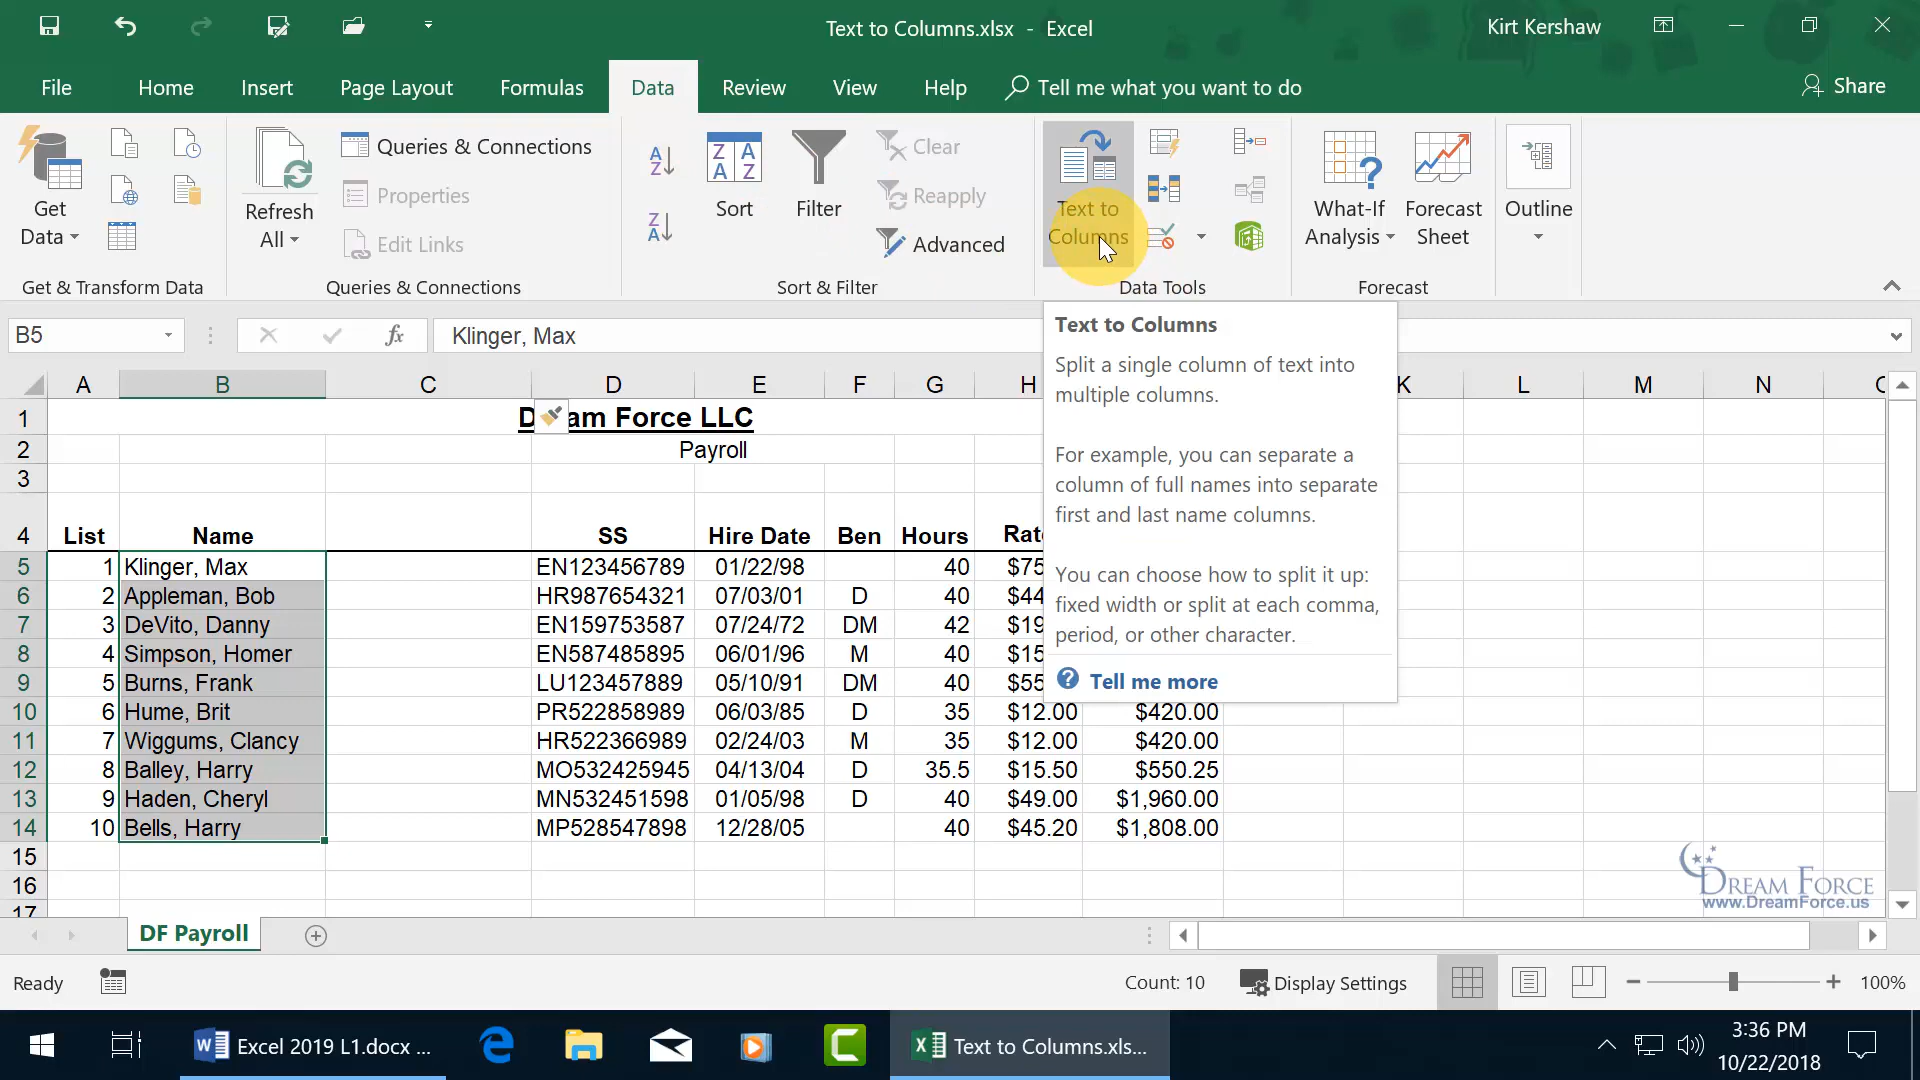 Text to Columns.xlsx - Excel
Kirt Kershaw
File Home Insert Page Layout Formulas Data Review View Help Tell me what you want to do Share
Get Data
Refresh All
Queries & Connections
Properties
Edit Links
Sort
Filter
Clear
Reapply
Advanced
Text to Columns
What-If Analysis
Forecast Sheet
Outline
Get & Transform Data Queries & Connections Sort & Filter Data Tools Forecast
B5 fx Klinger, Max
Text to Columns
Split a single column of text into
multiple columns.
For example, you can separate a
column of full names into separate
first and last name columns.
You can choose how to split it up:
fixed width or split at each comma,
period, or other character.
Tell me more
A B C D E F G H K L M N
1 Dream Force LLC
2 Payroll
3
4 List Name SS Hire Date Ben Hours Rat
5 1 Klinger, Max EN123456789 01/22/98 40 $75
6 2 Appleman, Bob HR987654321 07/03/01 D 40 $44
7 3 DeVito, Danny EN159753587 07/24/72 DM 42 $19
8 4 Simpson, Homer EN587485895 06/01/96 M 40 $15
9 5 Burns, Frank LU123457889 05/10/91 DM 40 $55
10 6 Hume, Brit PR522858989 06/03/85 D 35 $12.00 $420.00
11 7 Wiggums, Clancy HR522366989 02/24/03 M 35 $12.00 $420.00
12 8 Balley, Harry MO532425945 04/13/04 D 35.5 $15.50 $550.25
13 9 Haden, Cheryl MN532451598 01/05/98 D 40 $49.00 $1,960.00
14 10 Bells, Harry MP528547898 12/28/05 40 $45.20 $1,808.00
15
16
17
Dream Force
www.DreamForce.us
DF Payroll
Ready Count: 10 Display Settings 100%
Excel 2019 L1.docx ...
Text to Columns.xls...
3:36 PM
10/22/2018